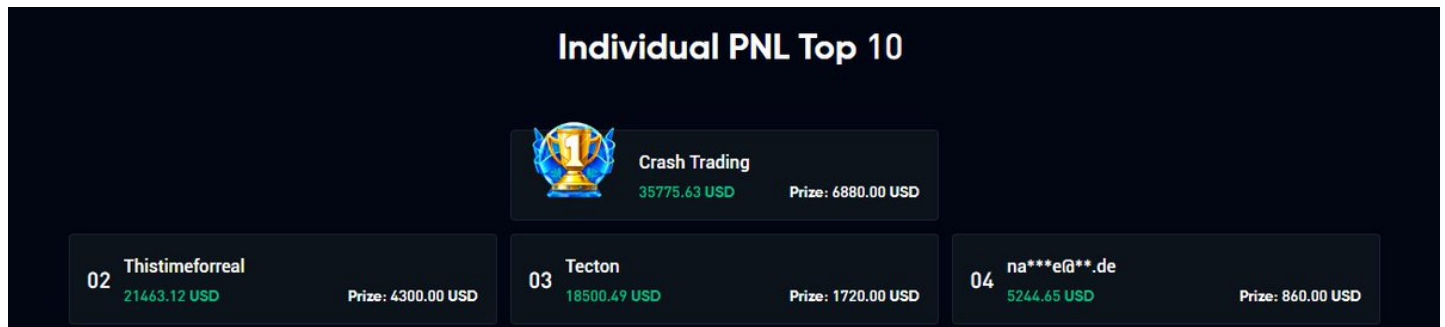 Individual PNL Top 10
1
Crash Trading
35775.63 USD
Prize: 6880.00 USD
02
Thistimeforreal
21463.12 USD
Prize: 4300.00 USD
03
Tecton
18500.49 USD
Prize: 1720.00 USD
04
na***e@**.de
5244.65 USD
Prize: 860.00 USD